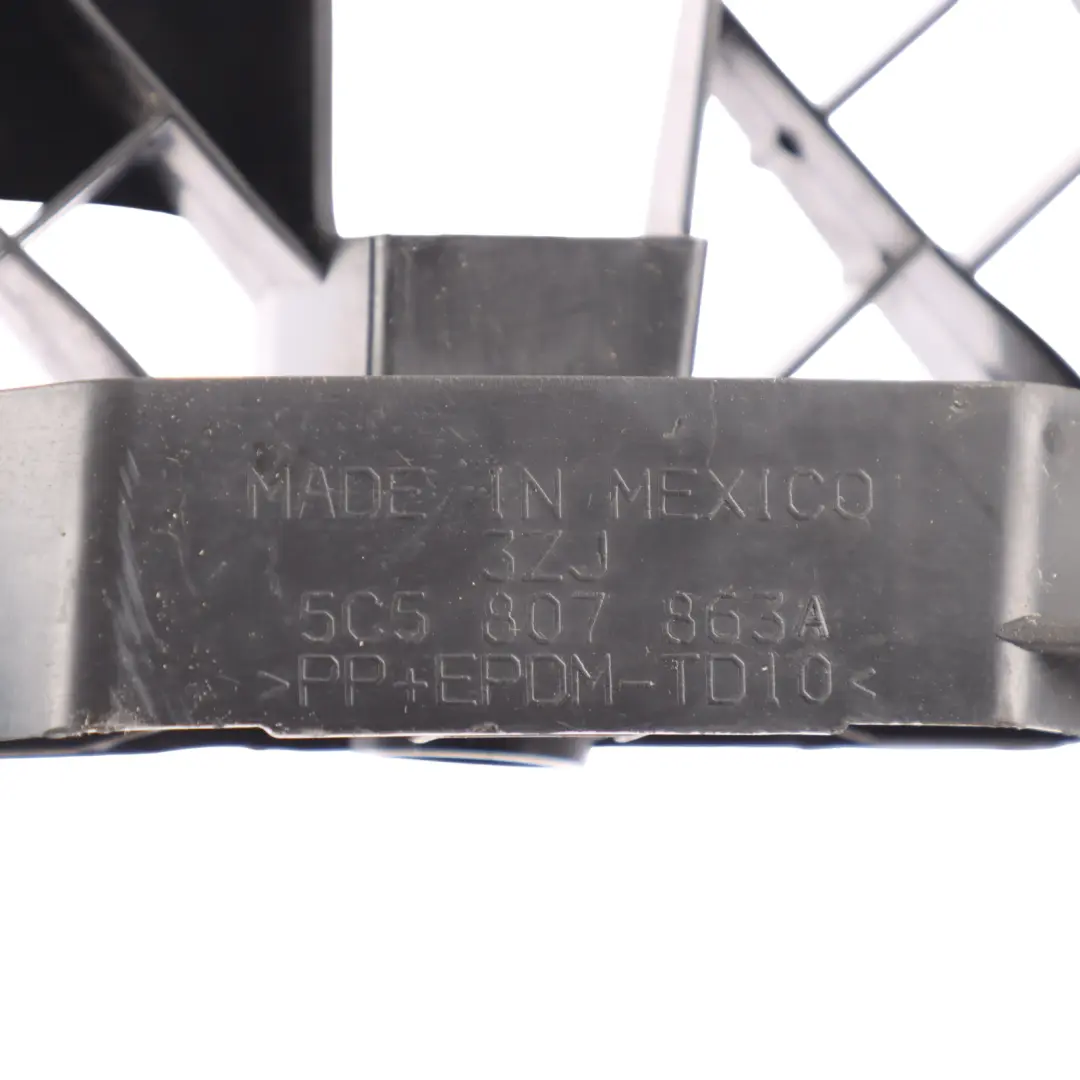 MADE IN MEXICO
3ZJ
5C5 807 863A
>PP+EPDM-TD10<